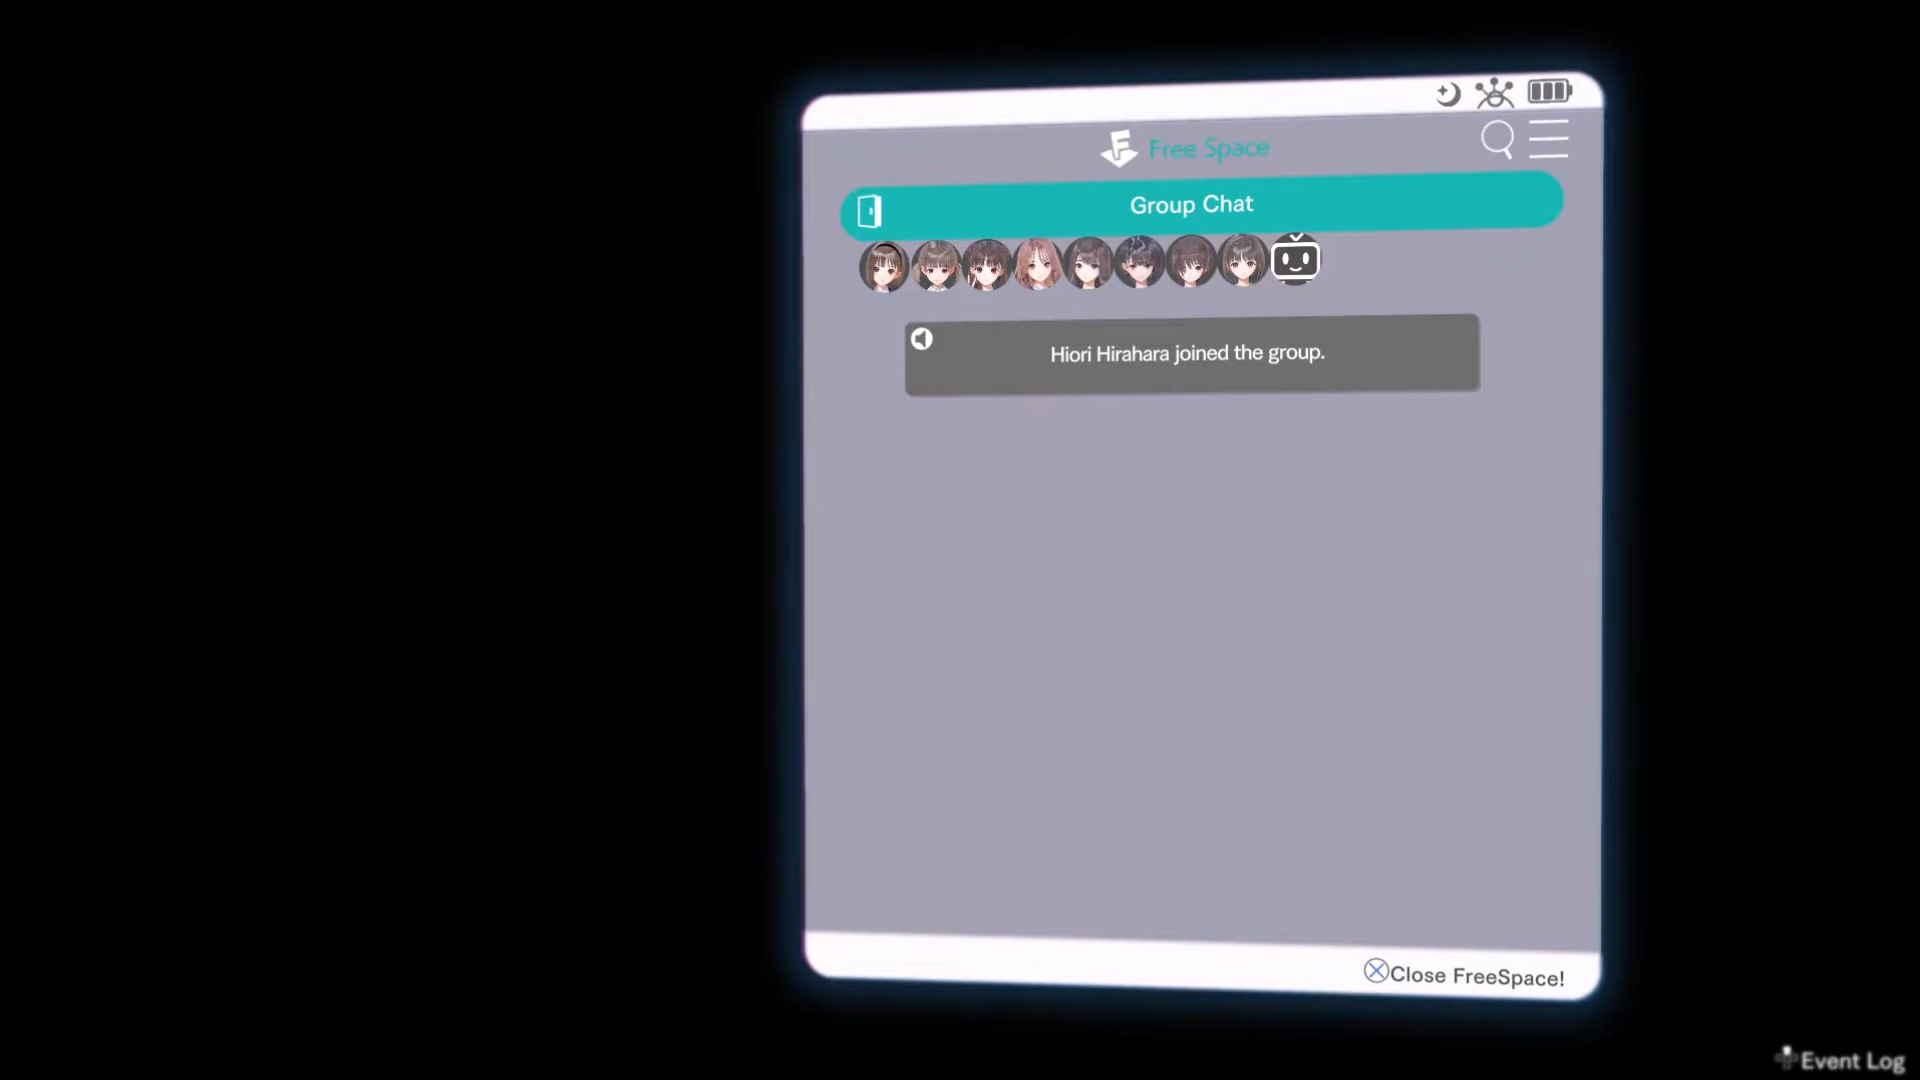 Free Space
Group Chat
Hiori Hirahara joined the group.
Close FreeSpace!
Event Log